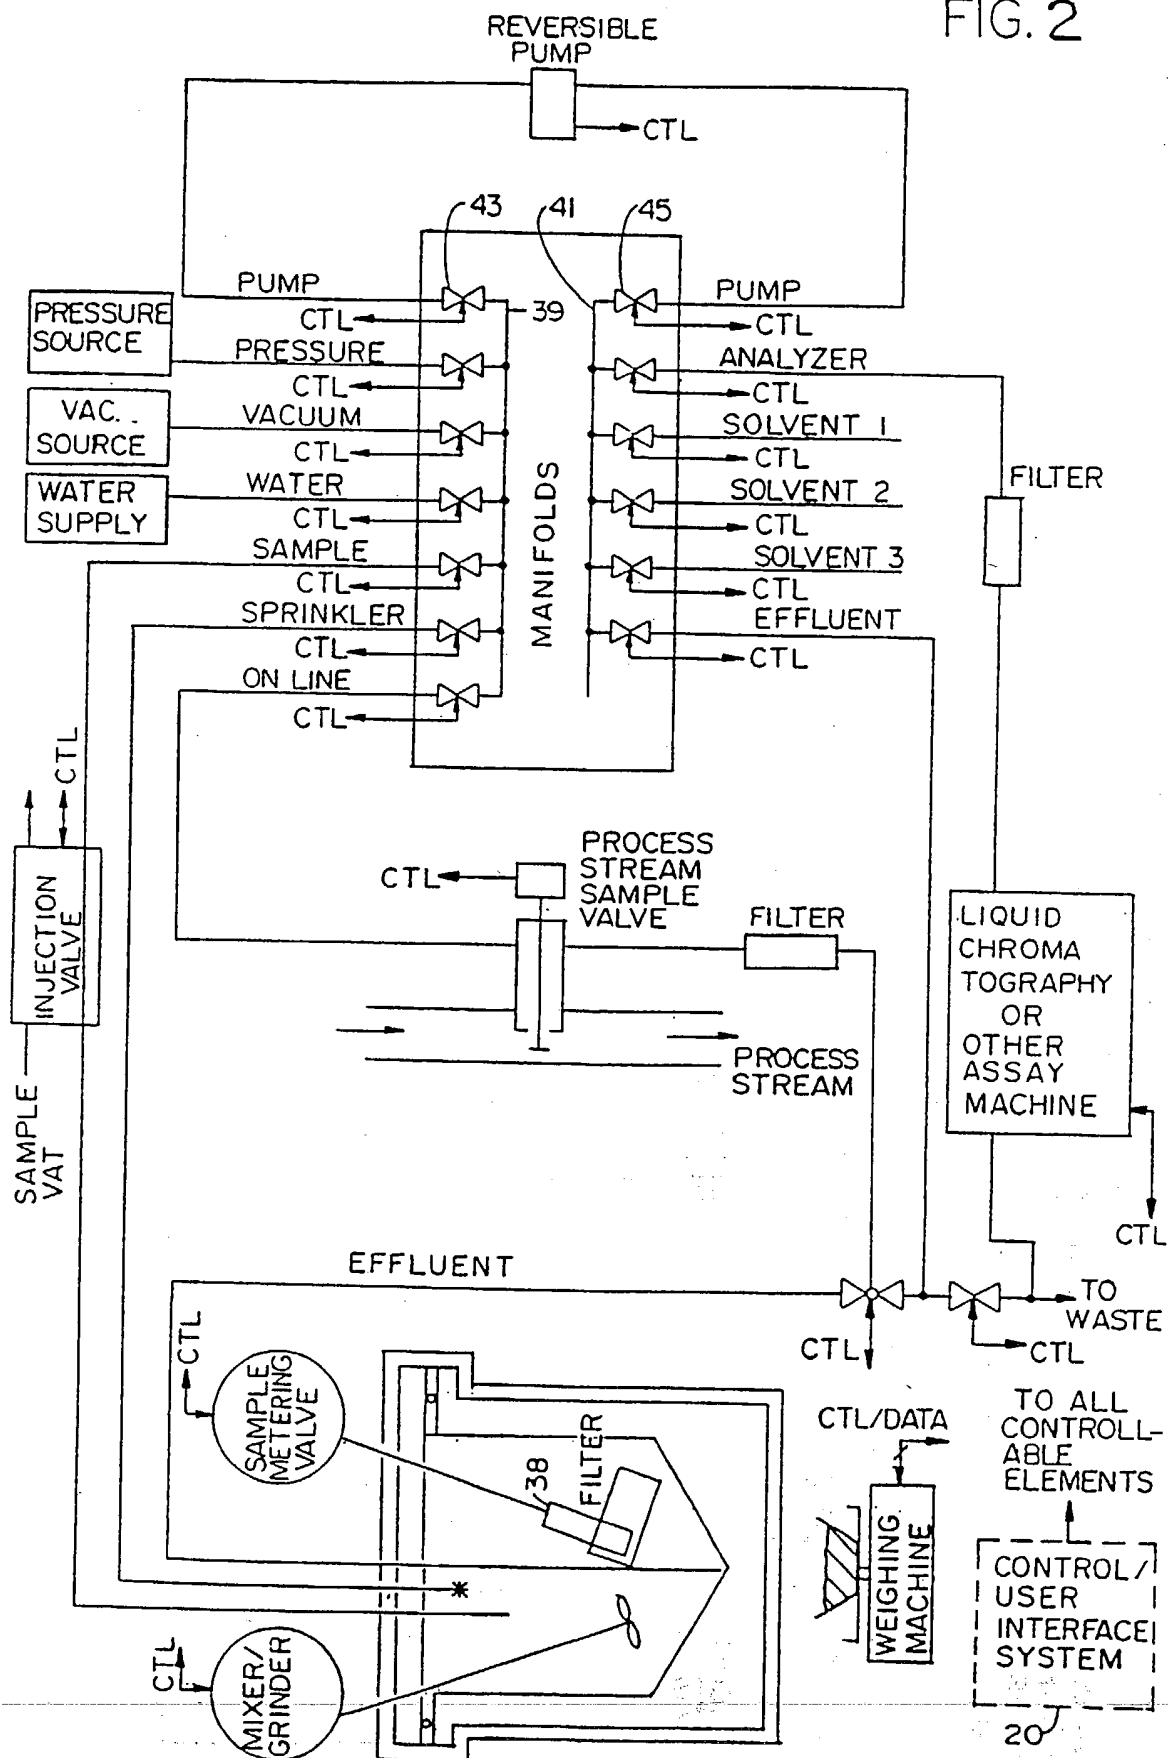 FIG. 2
REVERSIBLE
PUMP
CTL
43
41
45
PUMP
CTL
39
PUMP
CTL
PRESSURE
SOURCE
PRESSURE
CTL
ANALYZER
CTL
VAC.
SOURCE
VACUUM
CTL
SOLVENT 1
CTL
WATER
SUPPLY
WATER
CTL
SOLVENT 2
CTL
FILTER
SAMPLE
CTL
SOLVENT 3
CTL
SPRINKLER
CTL
EFFLUENT
CTL
ON LINE
CTL
MANIFOLDS
CTL
INJECTION
VALVE
SAMPLE
VAT
CTL
PROCESS
STREAM
SAMPLE
VALVE
FILTER
PROCESS
STREAM
LIQUID
CHROMA
TOGRAPHY
OR
OTHER
ASSAY
MACHINE
CTL
EFFLUENT
TO
WASTE
CTL
CTL
CTL
SAMPLE
METERING
VALVE
38
FILTER
CTL
MIXER/
GRINDER
CTL/DATA
WEIGHING
MACHINE
TO ALL
CONTROLL-
ABLE
ELEMENTS
CONTROL/
USER
INTERFACE
SYSTEM
20